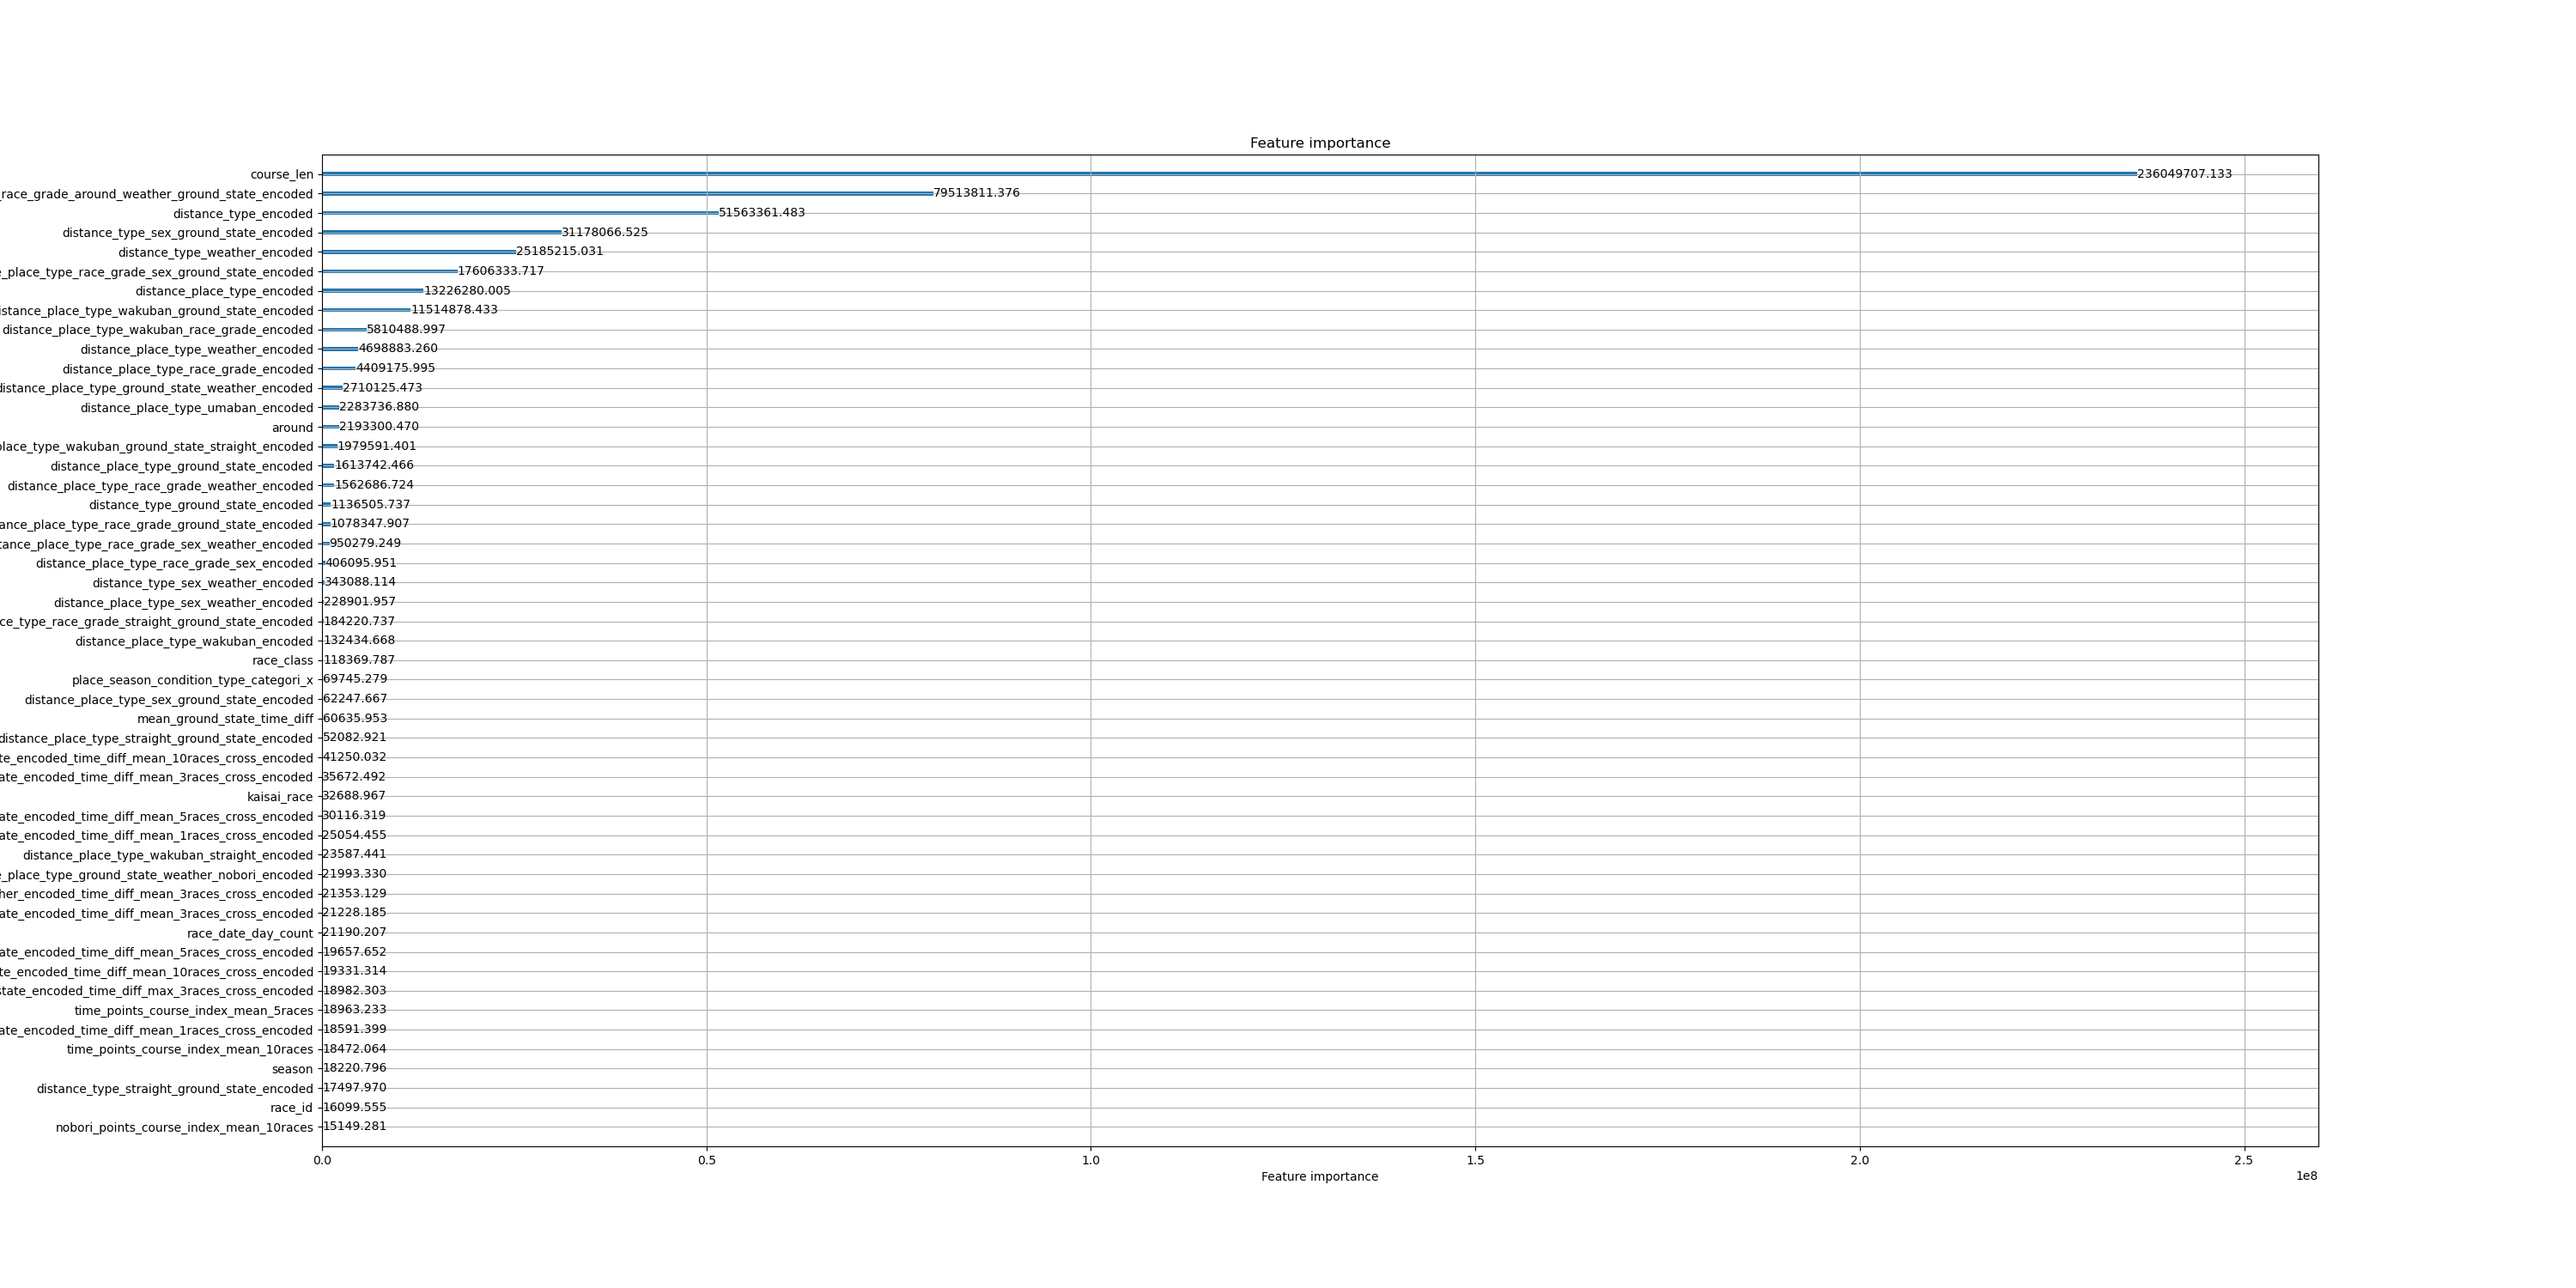 Feature importance
course_len 236049707.133
_race_grade_around_weather_ground_state_encoded 79513811.376
distance_type_encoded 51563361.483
distance_type_sex_ground_state_encoded 31178066.525
distance_type_weather_encoded 25185215.031
_place_type_race_grade_sex_ground_state_encoded 17606333.717
distance_place_type_encoded 13226280.005
istance_place_type_wakuban_ground_state_encoded 11514878.433
distance_place_type_wakuban_race_grade_encoded 5810488.997
distance_place_type_weather_encoded 4698883.260
distance_place_type_race_grade_encoded 4409175.995
distance_place_type_ground_state_weather_encoded 2710125.473
distance_place_type_umaban_encoded 2283736.880
around 2193300.470
place_type_wakuban_ground_state_straight_encoded 1979591.401
distance_place_type_ground_state_encoded 1613742.466
distance_place_type_race_grade_weather_encoded 1562686.724
distance_type_ground_state_encoded 1136505.737
ance_place_type_race_grade_ground_state_encoded 1078347.907
tance_place_type_race_grade_sex_weather_encoded 950279.249
distance_place_type_race_grade_sex_encoded 406095.951
distance_type_sex_weather_encoded 343088.114
distance_place_type_sex_weather_encoded 228901.957
ce_type_race_grade_straight_ground_state_encoded 184220.737
distance_place_type_wakuban_encoded 132434.668
race_class 118369.787
place_season_condition_type_categori_x 69745.279
distance_place_type_sex_ground_state_encoded 62247.667
mean_ground_state_time_diff 60635.953
distance_place_type_straight_ground_state_encoded 52082.921
te_encoded_time_diff_mean_10races_cross_encoded 41250.032
ate_encoded_time_diff_mean_3races_cross_encoded 35672.492
kaisai_race 32688.967
ate_encoded_time_diff_mean_5races_cross_encoded 30116.319
ate_encoded_time_diff_mean_1races_cross_encoded 25054.455
distance_place_type_wakuban_straight_encoded 23587.441
_place_type_ground_state_weather_nobori_encoded 21993.330
her_encoded_time_diff_mean_3races_cross_encoded 21353.129
ate_encoded_time_diff_mean_3races_cross_encoded 21228.185
race_date_day_count 21190.207
ate_encoded_time_diff_mean_5races_cross_encoded 19657.652
te_encoded_time_diff_mean_10races_cross_encoded 19331.314
state_encoded_time_diff_max_3races_cross_encoded 18982.303
time_points_course_index_mean_5races 18963.233
ate_encoded_time_diff_mean_1races_cross_encoded 18591.399
time_points_course_index_mean_10races 18472.064
season 18220.796
distance_type_straight_ground_state_encoded 17497.970
race_id 16099.555
nobori_points_course_index_mean_10races 15149.281
0.0 0.5 1.0 1.5 2.0 2.5
Feature importance 1e8